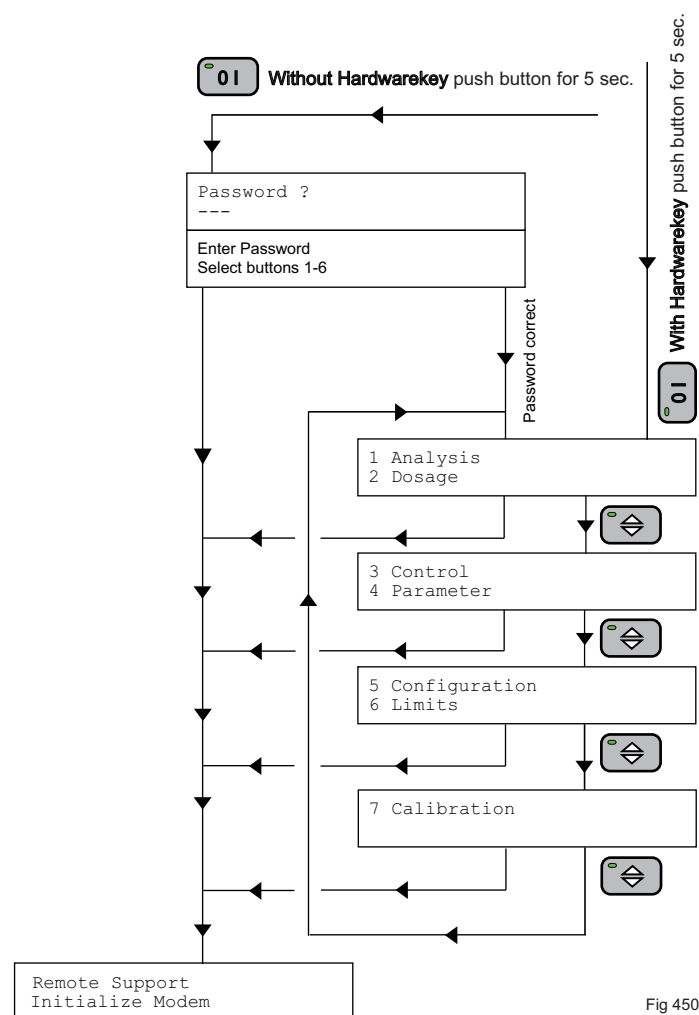 01 Without Hardwarekey push button for 5 sec.
With Hardwarekey push button for 5 sec.
01
Password ?
---
Enter Password
Select buttons 1-6
Password correct
1 Analysis
2 Dosage
3 Control
4 Parameter
5 Configuration
6 Limits
7 Calibration
Remote Support
Initialize Modem
Fig 450